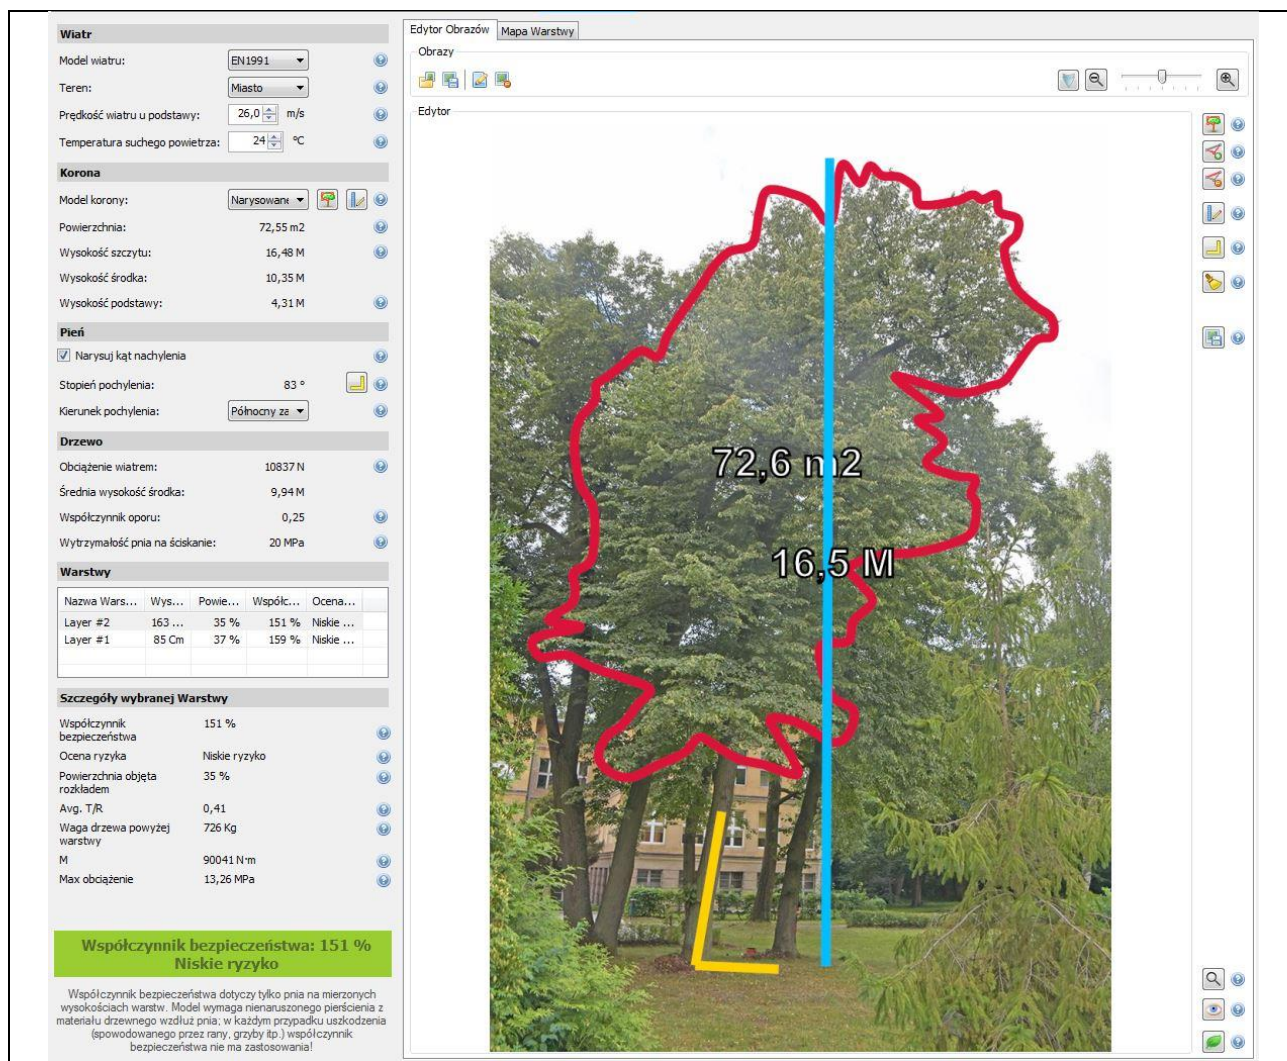 Wiatr
Model wiatru: EN1991
Teren: Miasto
Prędkość wiatru u podstawy: 26,0 m/s
Temperatura suchego powietrza: 24 °C
Korona
Model korony: Narysowane
Powierzchnia: 72,55 m2
Wysokość szczytu: 16,48 M
Wysokość środka: 10,35 M
Wysokość podstawy: 4,31 M
Pień
Narysuj kąt nachylenia
Stopień pochylenia: 83 °
Kierunek pochylenia: Północny za
Drzewo
Obciążenie wiatrem: 10837 N
Średnia wysokość środka: 9,94 M
Współczynnik oporu: 0,25
Wytrzymałość pnia na ściskanie: 20 MPa
Warstwy
Nazwa Wars... Wys... Powie... Współc... Ocena...
Layer #2 163 ... 35 % 151 % Niskie ...
Layer #1 85 Cm 37 % 159 % Niskie ...
Szczegóły wybranej Warstwy
Współczynnik 151 %
bezpieczeństwa
Ocena ryzyka Niskie ryzyko
Powierzchnia objęta 35 %
rozkładem
Avg. T/R 0,41
Waga drzewa powyżej 726 Kg
warstwy
M 90041 N·m
Max obciążenie 13,26 MPa
Współczynnik bezpieczeństwa: 151 %
Niskie ryzyko
Współczynnik bezpieczeństwa dotyczy tylko pnia na mierzonych
wysokościach warstw. Model wymaga nienaruszonego pierścienia z
materiału drzewnego wzdłuż pnia; w każdym przypadku uszkodzenia
(spowodowanego przez rany, grzyby itp.) współczynnik
bezpieczeństwa nie ma zastosowania!
Edytor Obrazów Mapa Warstwy
Obrazy
Edytor
72,6 m2
16,5 M